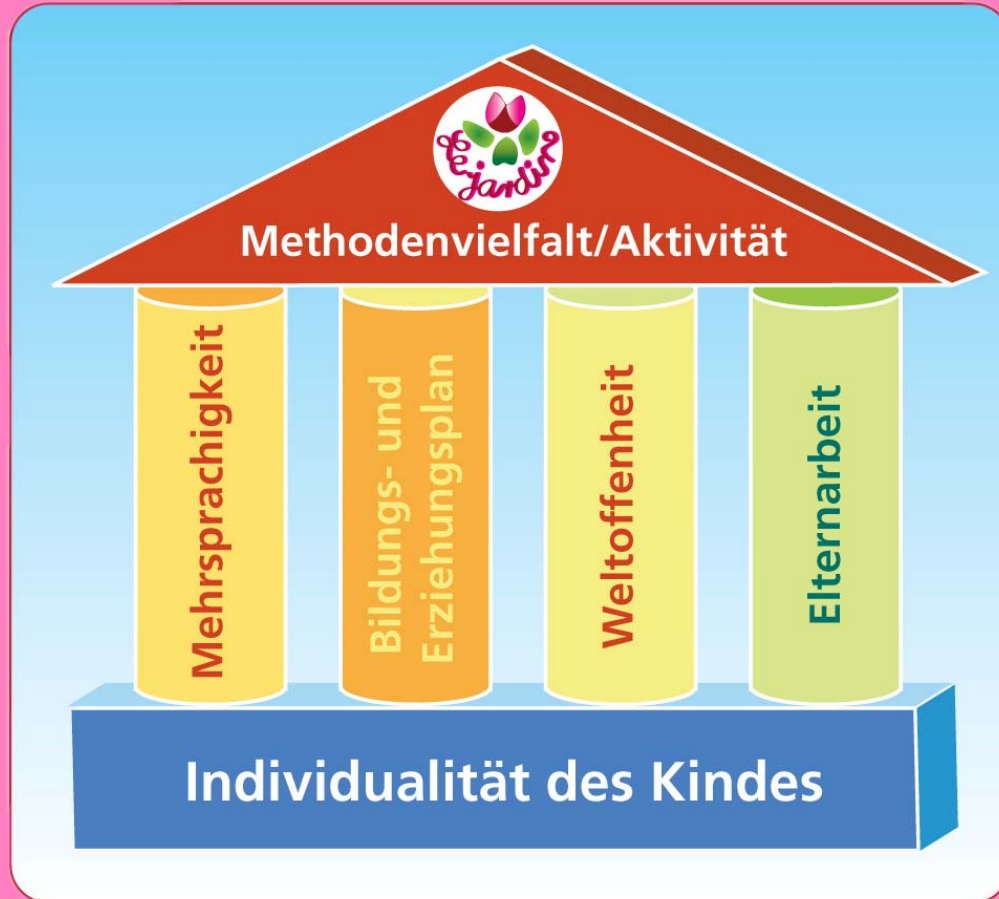 le jardin
Methodenvielfalt/Aktivität
Mehrsprachigkeit
Bildungs- und
Erziehungsplan
Weltoffenheit
Elternarbeit
Individualität des Kindes